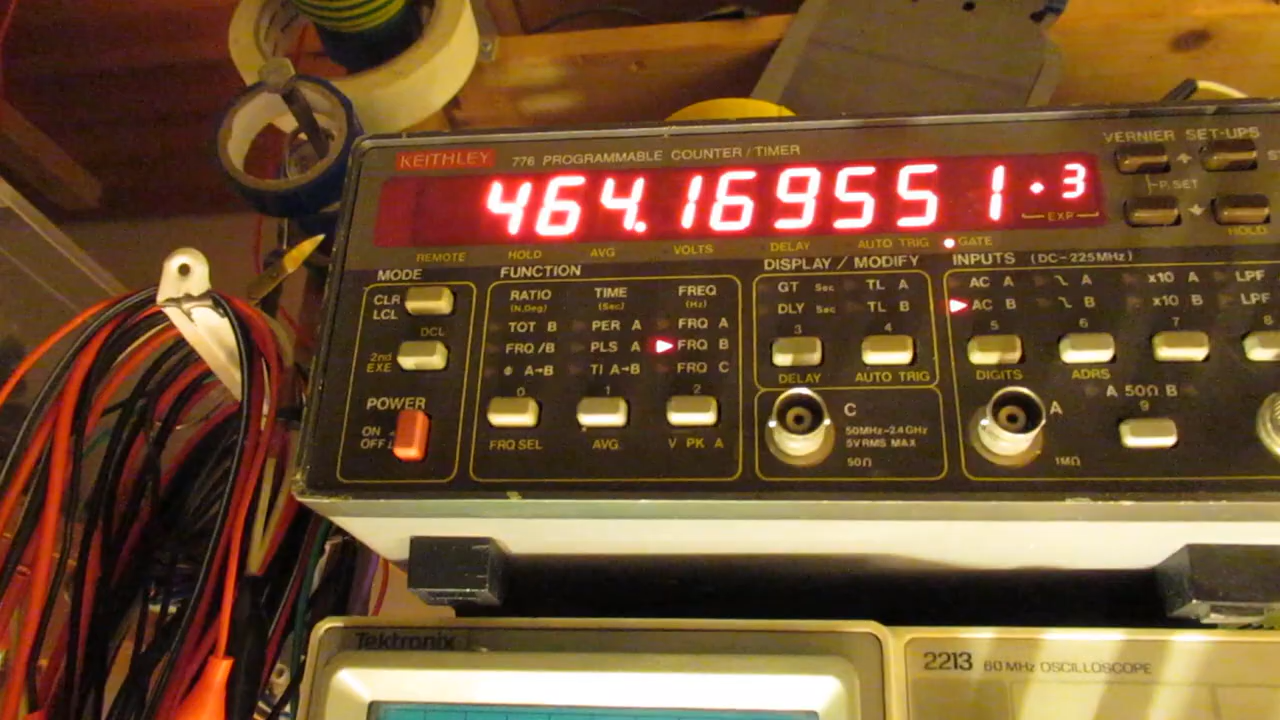 VERNIER SET-UPS
KEITHLEY 776 PROGRAMMABLE COUNTER/TIMER
464.169551 +3
P.SET
EXP
HOLD
REMOTE HOLD AVG VOLTS DELAY AUTO TRIG GATE
MODE FUNCTION DISPLAY / MODIFY INPUTS (DC-225MHz)
CLR
LCL
DCL
2nd
EXE
POWER
ON
OFF
RATIO TIME FREQ
(N.Deg) (Sec) (Hz)
TOT B PER A FRQ A
FRQ/B PLS A FRQ B
Φ A→B TI A→B FRQ C
0 1 2
FRQ SEL AVG V PK A
GT Sec TL A
DLY Sec TL B
3 4
DELAY AUTO TRIG
C
50MHz-2.4GHz
5VRMS MAX
50Ω
AC A x10 A LPF
AC B B x10 B LPF
5 6 7 8
DIGITS ADRS
A 50Ω B
9
A
1MΩ
Tektronix 2213 60 MHz OSCILLOSCOPE